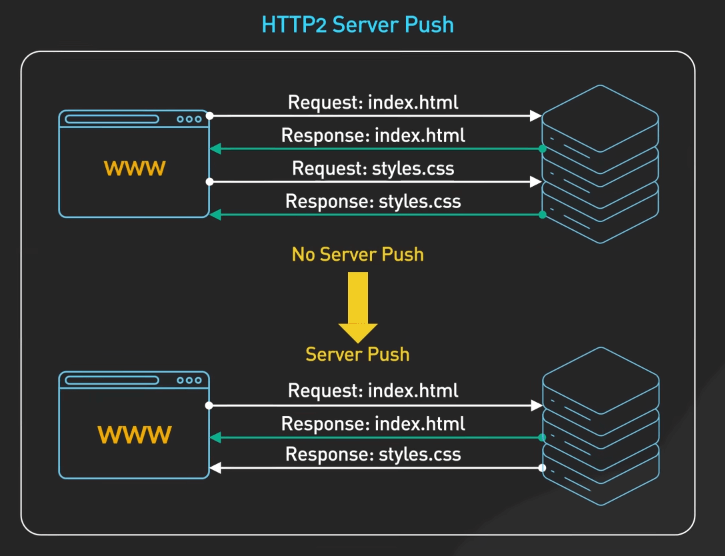 HTTP2 Server Push
Request: index.html
Response: index.html
WWW
Request: styles.css
Response: styles.css
No Server Push
Server Push
Request: index.html
Response: index.html
WWW
Response: styles.css